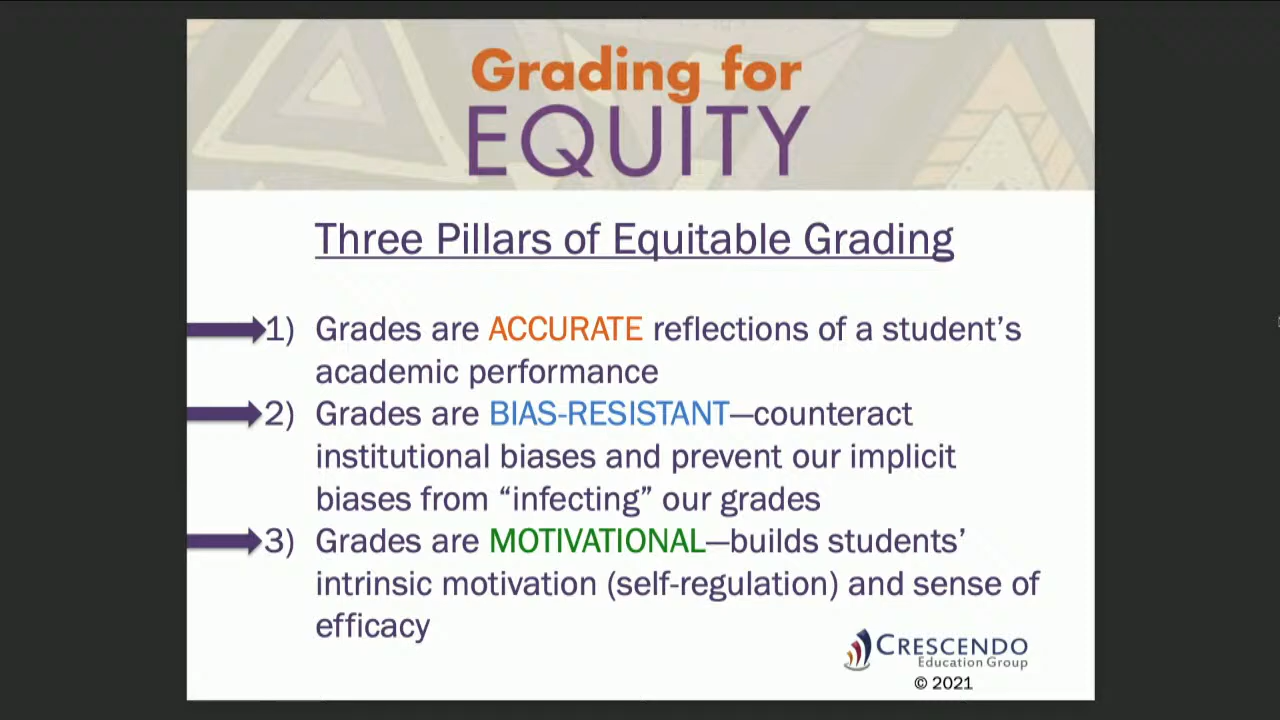 Grading for
EQUITY
Three Pillars of Equitable Grading
1) Grades are ACCURATE reflections of a student’s
academic performance
2) Grades are BIAS-RESISTANT—counteract
institutional biases and prevent our implicit
biases from “infecting” our grades
3) Grades are MOTIVATIONAL—builds students’
intrinsic motivation (self-regulation) and sense of
efficacy
CRESCENDO
Education Group
© 2021